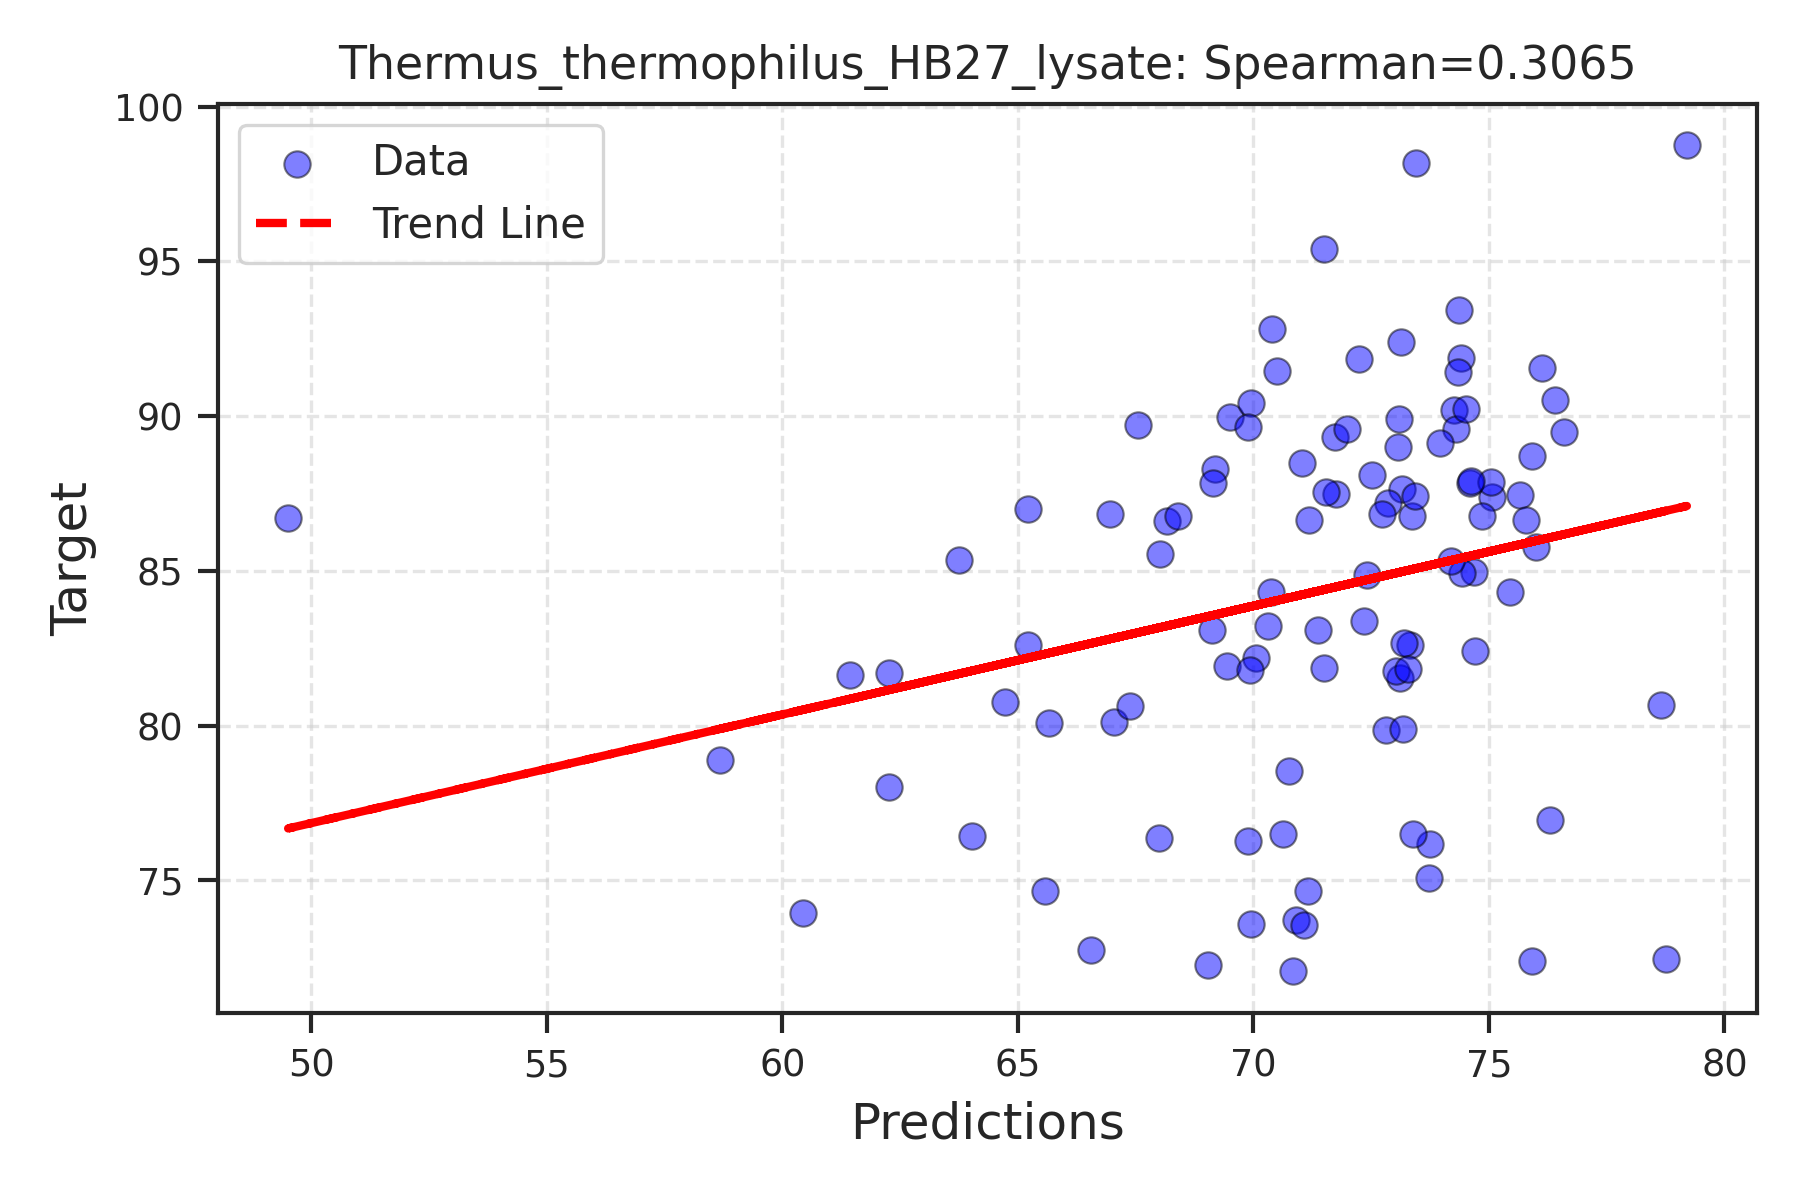 Thermus_thermophilus_HB27_lysate: Spearman=0.3065
100
95
90
85
80
75
Target
Data
Trend Line
50 55 60 65 70 75 80
Predictions